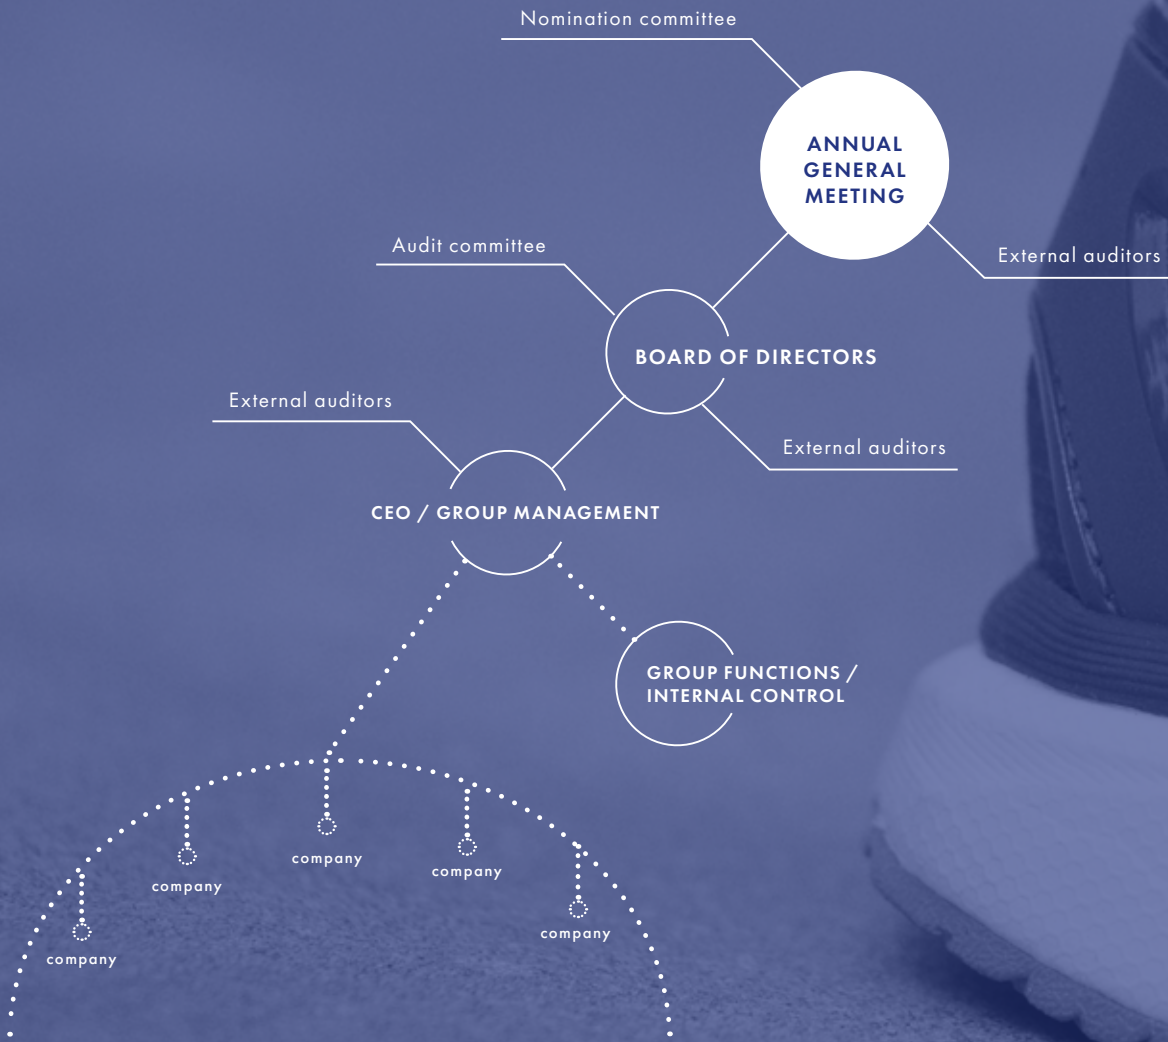 Nomination committee
ANNUAL
GENERAL
MEETING
Audit committee
External auditors
BOARD OF DIRECTORS
External auditors
External auditors
CEO / GROUP MANAGEMENT
GROUP FUNCTIONS /
INTERNAL CONTROL
company
company
company
company
company